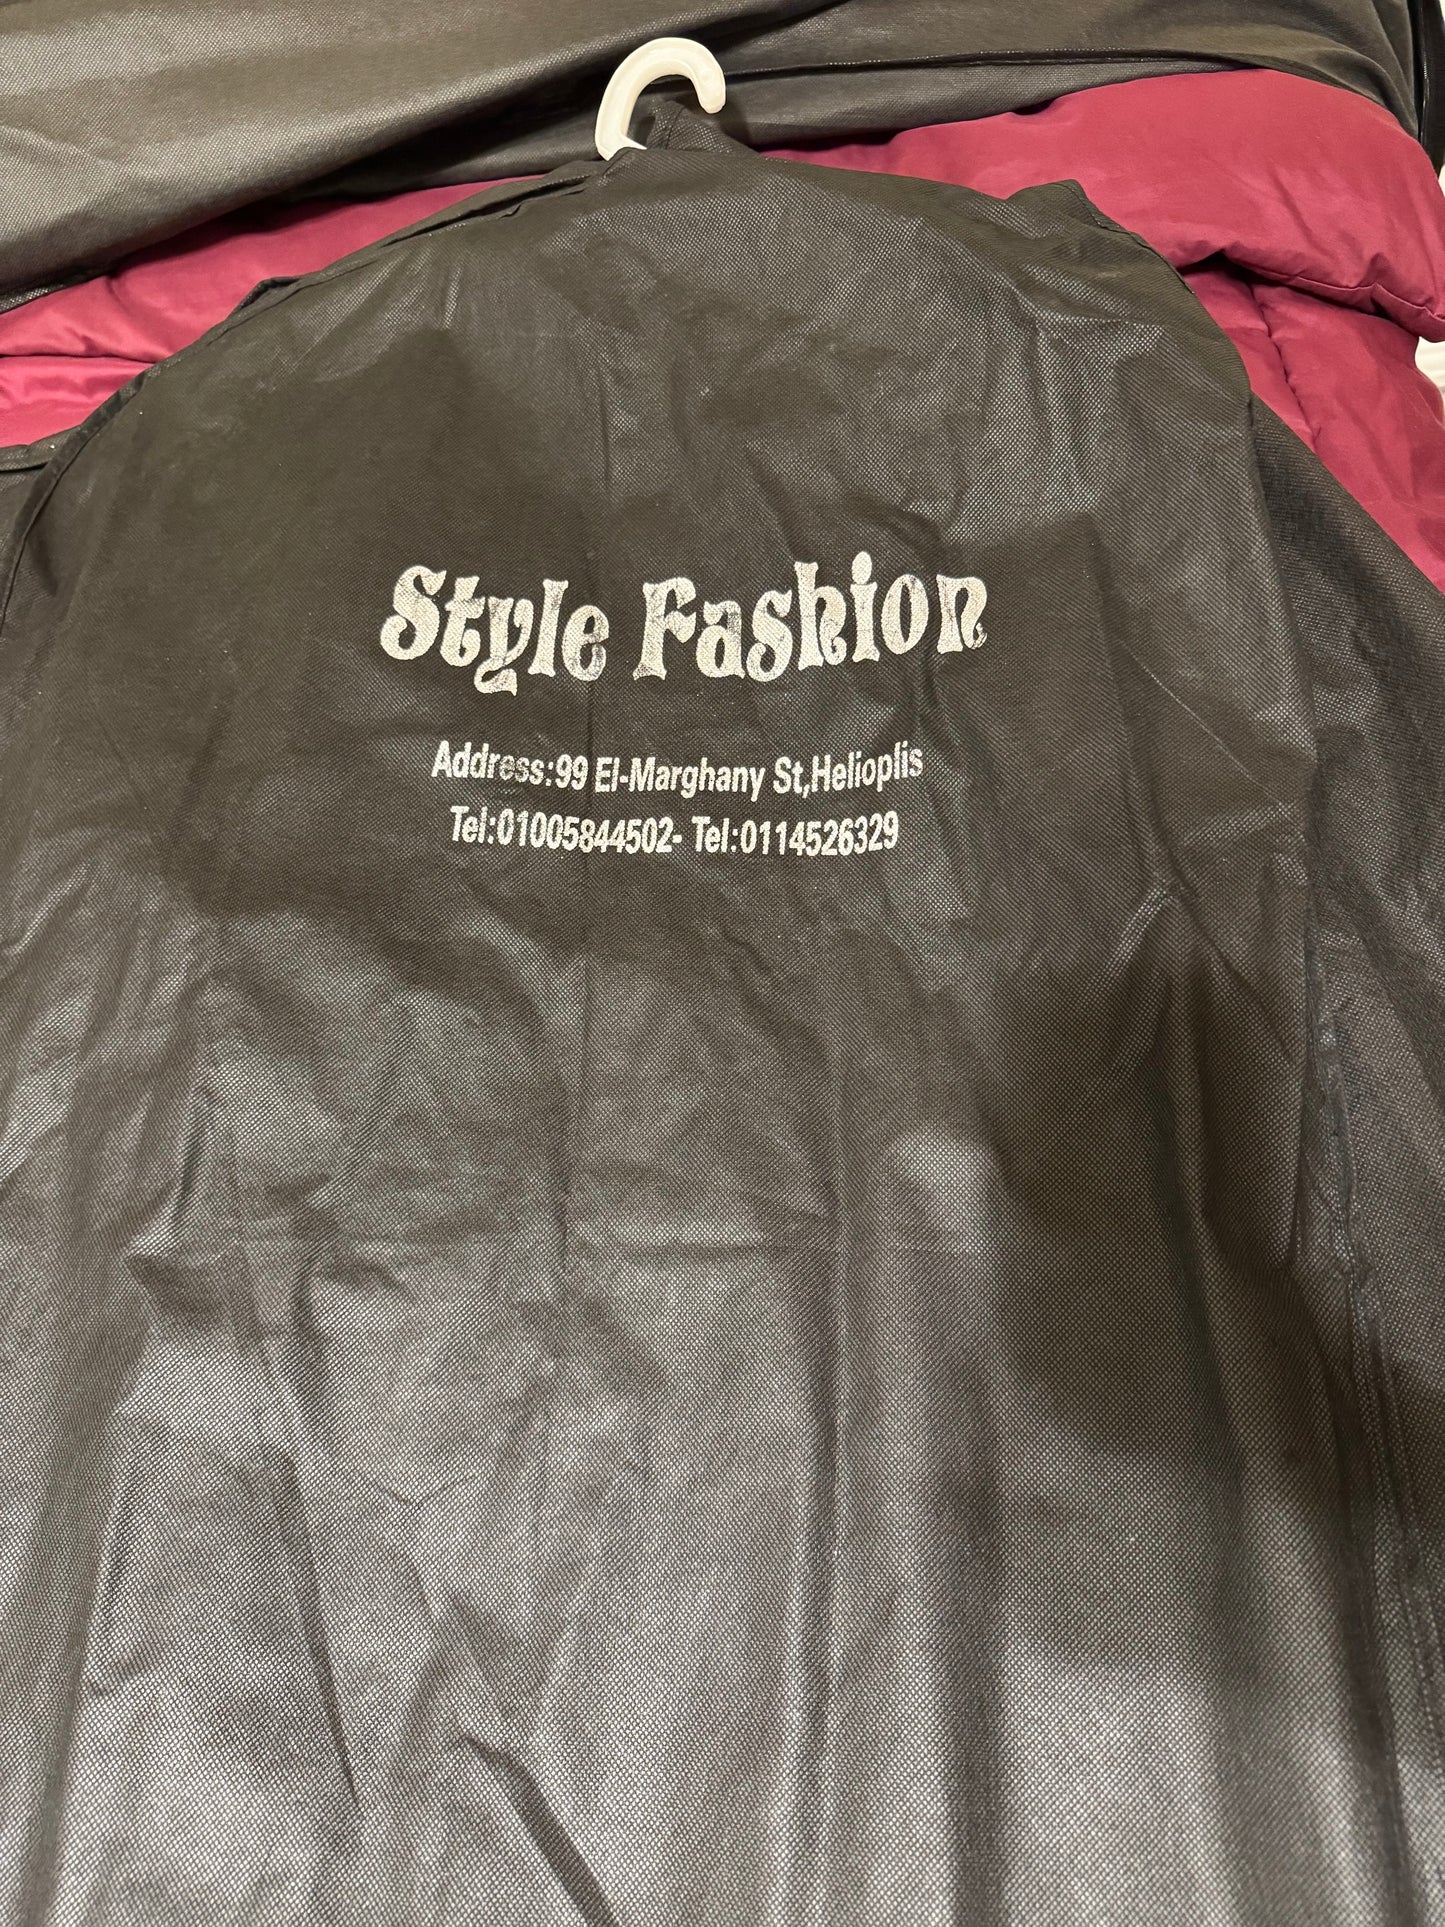 Style Fashion
Address:99 El-Marghany St,Helioplis
Tel:01005844502- Tel:0114526329